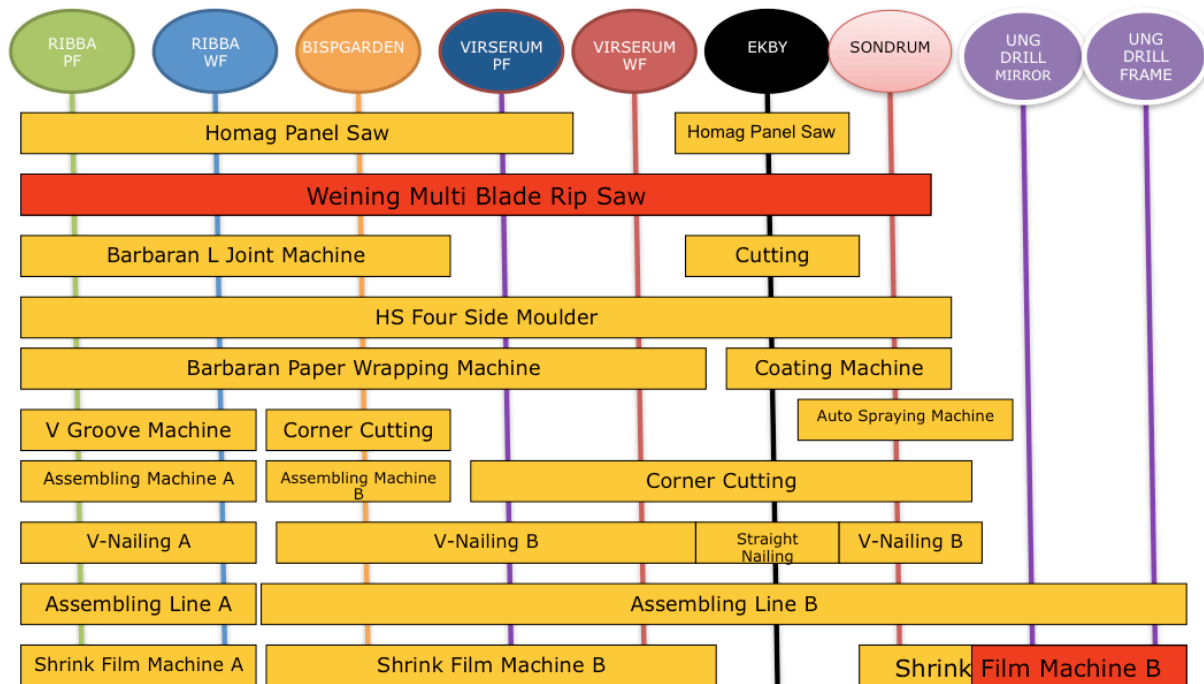 RIBBA
PF
RIBBA
WF
BISPGARDEN
VIRSERUM
PF
VIRSERUM
WF
EKBY
SONDRUM
UNG
DRILL
MIRROR
UNG
DRILL
FRAME
Homag Panel Saw
Homag Panel Saw
Weining Multi Blade Rip Saw
Barbaran L Joint Machine
Cutting
HS Four Side Moulder
Barbaran Paper Wrapping Machine
Coating Machine
V Groove Machine
Corner Cutting
Auto Spraying Machine
Assembling Machine A
Assembling Machine
B
Corner Cutting
V-Nailing A
V-Nailing B
Straight
Nailing
V-Nailing B
Assembling Line A
Assembling Line B
Shrink Film Machine A
Shrink Film Machine B
Shrink Film Machine B